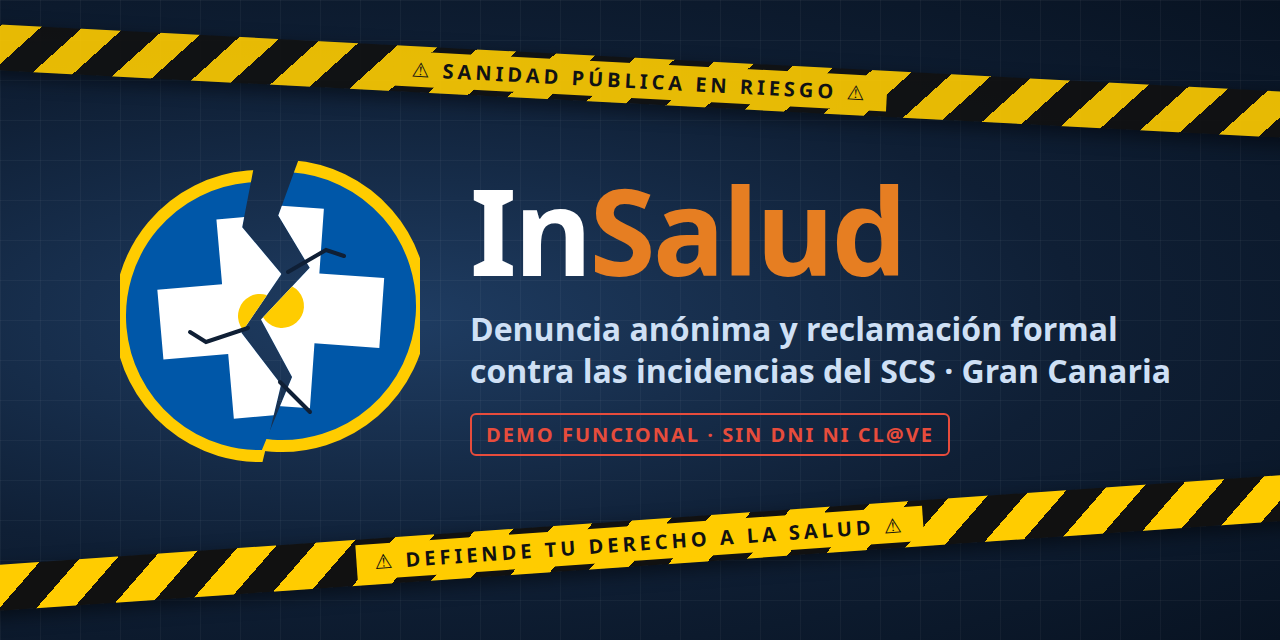 ⚠ SANIDAD PÚBLICA EN RIESGO ⚠
InSalud
Denuncia anónima y reclamación formal
contra las incidencias del SCS · Gran Canaria
DEMO FUNCIONAL · SIN DNI NI CL@VE
⚠ DEFIENDE TU DERECHO A LA SALUD ⚠